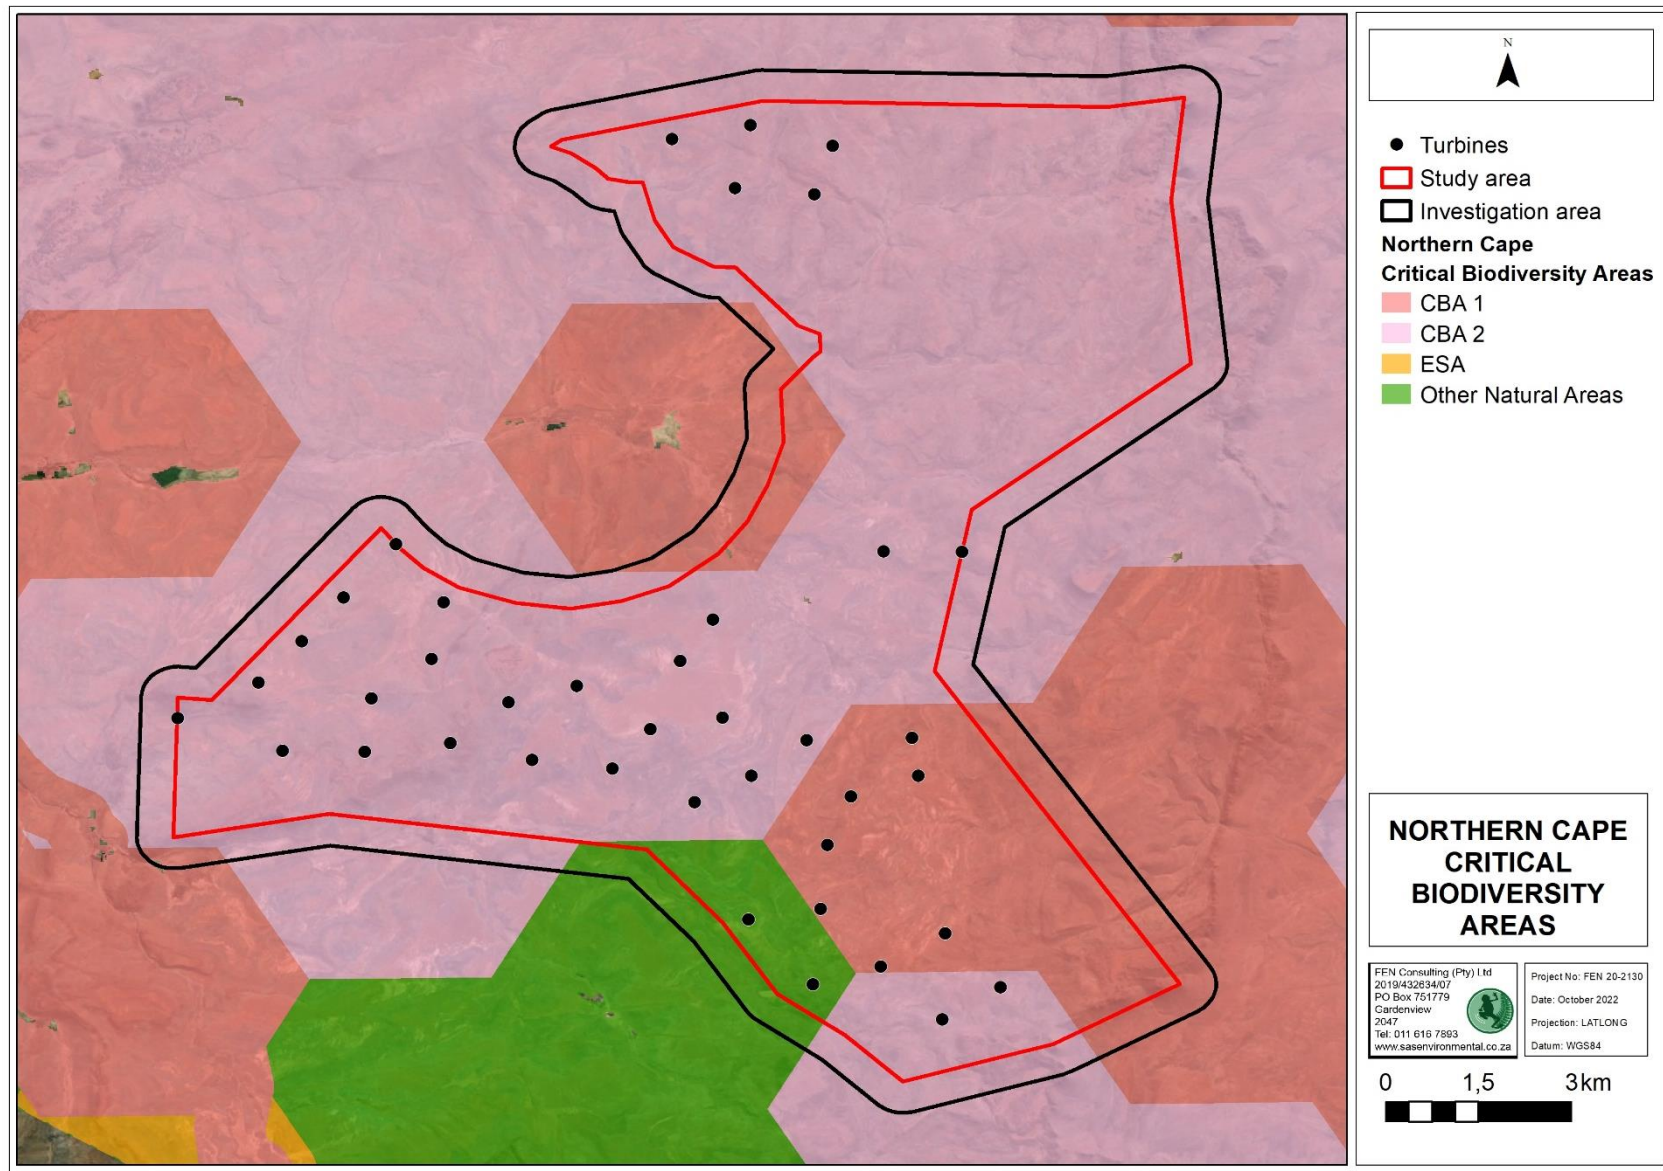 N
Turbines
Study area
Investigation area
Northern Cape
Critical Biodiversity Areas
CBA 1
CBA 2
ESA
Other Natural Areas
NORTHERN CAPE
CRITICAL
BIODIVERSITY
AREAS
FEN Consulting (Pty) Ltd
2019/432634/07
PO Box 751779
Gardenview
2047
Tel: 011 616 7893
www.sasenvironmental.co.za
Project No: FEN 20-2130
Date: October 2022
Projection: LATLONG
Datum: WGS84
0 1,5 3km